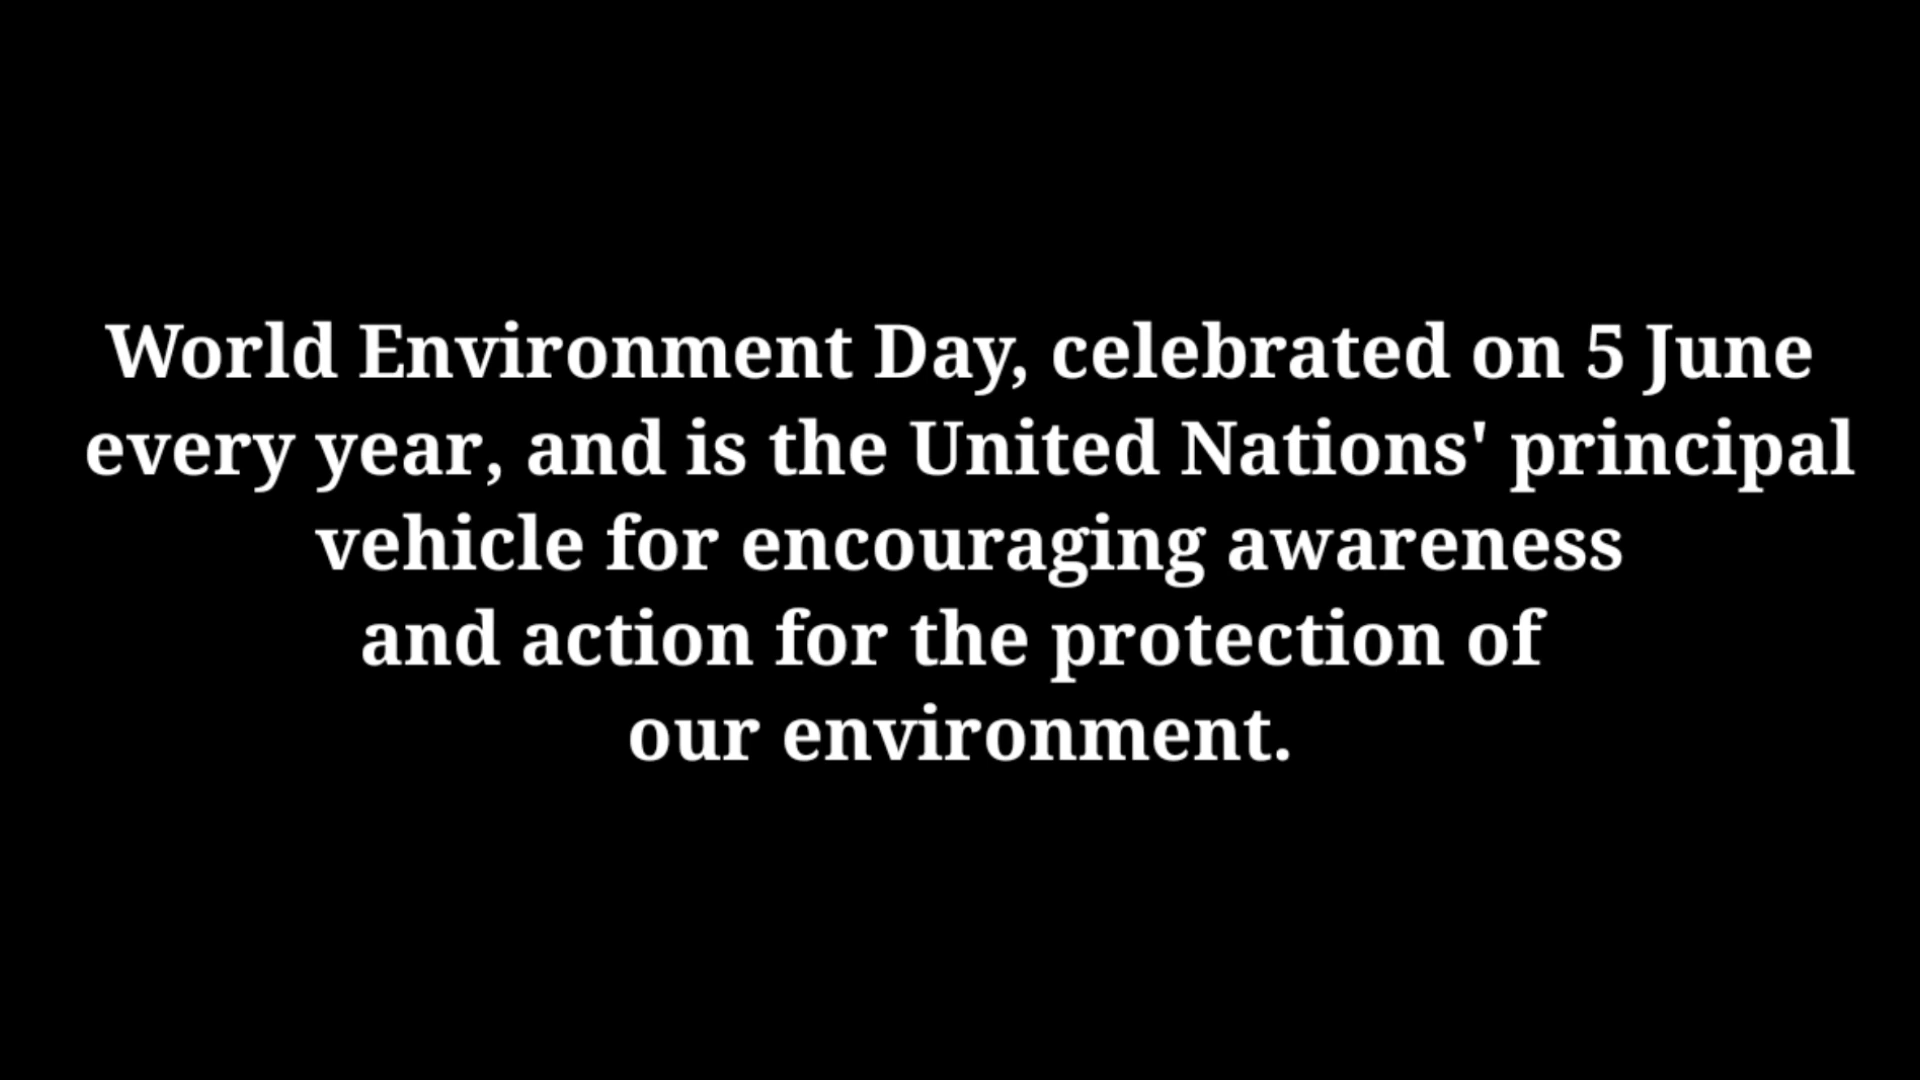 World Environment Day, celebrated on 5 June
every year, and is the United Nations' principal
vehicle for encouraging awareness
and action for the protection of
our environment.